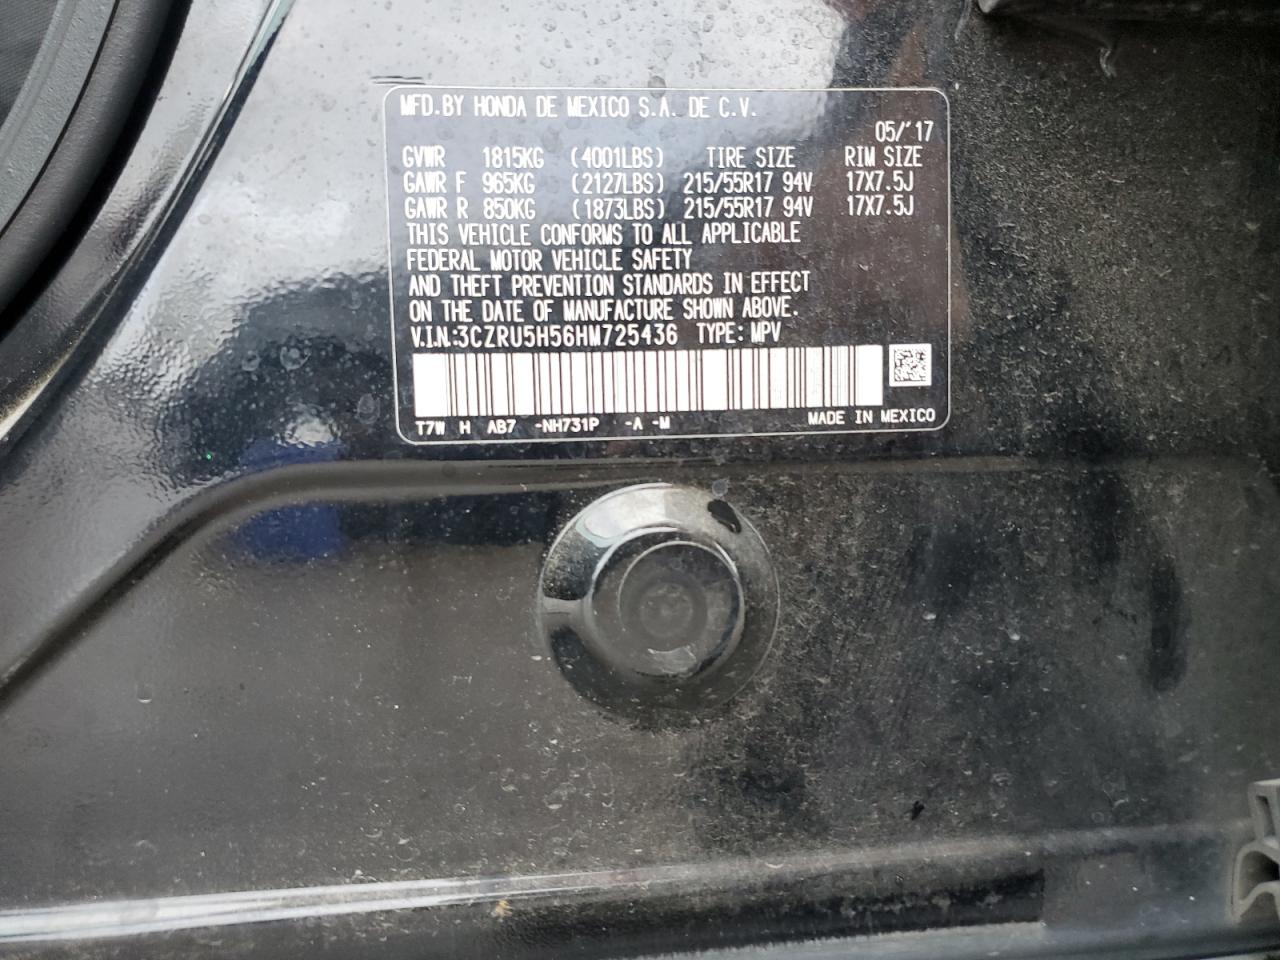 MFD.BY HONDA DE MEXICO S.A. DE C.V.
05/'17
GVWR 1815KG (4001LBS) TIRE SIZE RIM SIZE
GAWR F 965KG (2127LBS) 215/55R17 94V 17X7.5J
GAWR R 850KG (1873LBS) 215/55R17 94V 17X7.5J
THIS VEHICLE CONFORMS TO ALL APPLICABLE
FEDERAL MOTOR VEHICLE SAFETY
AND THEFT PREVENTION STANDARDS IN EFFECT
ON THE DATE OF MANUFACTURE SHOWN ABOVE.
V.I.N:3CZRU5H56HM725436 TYPE: MPV
T7W H AB7 -NH731P -A -M MADE IN MEXICO